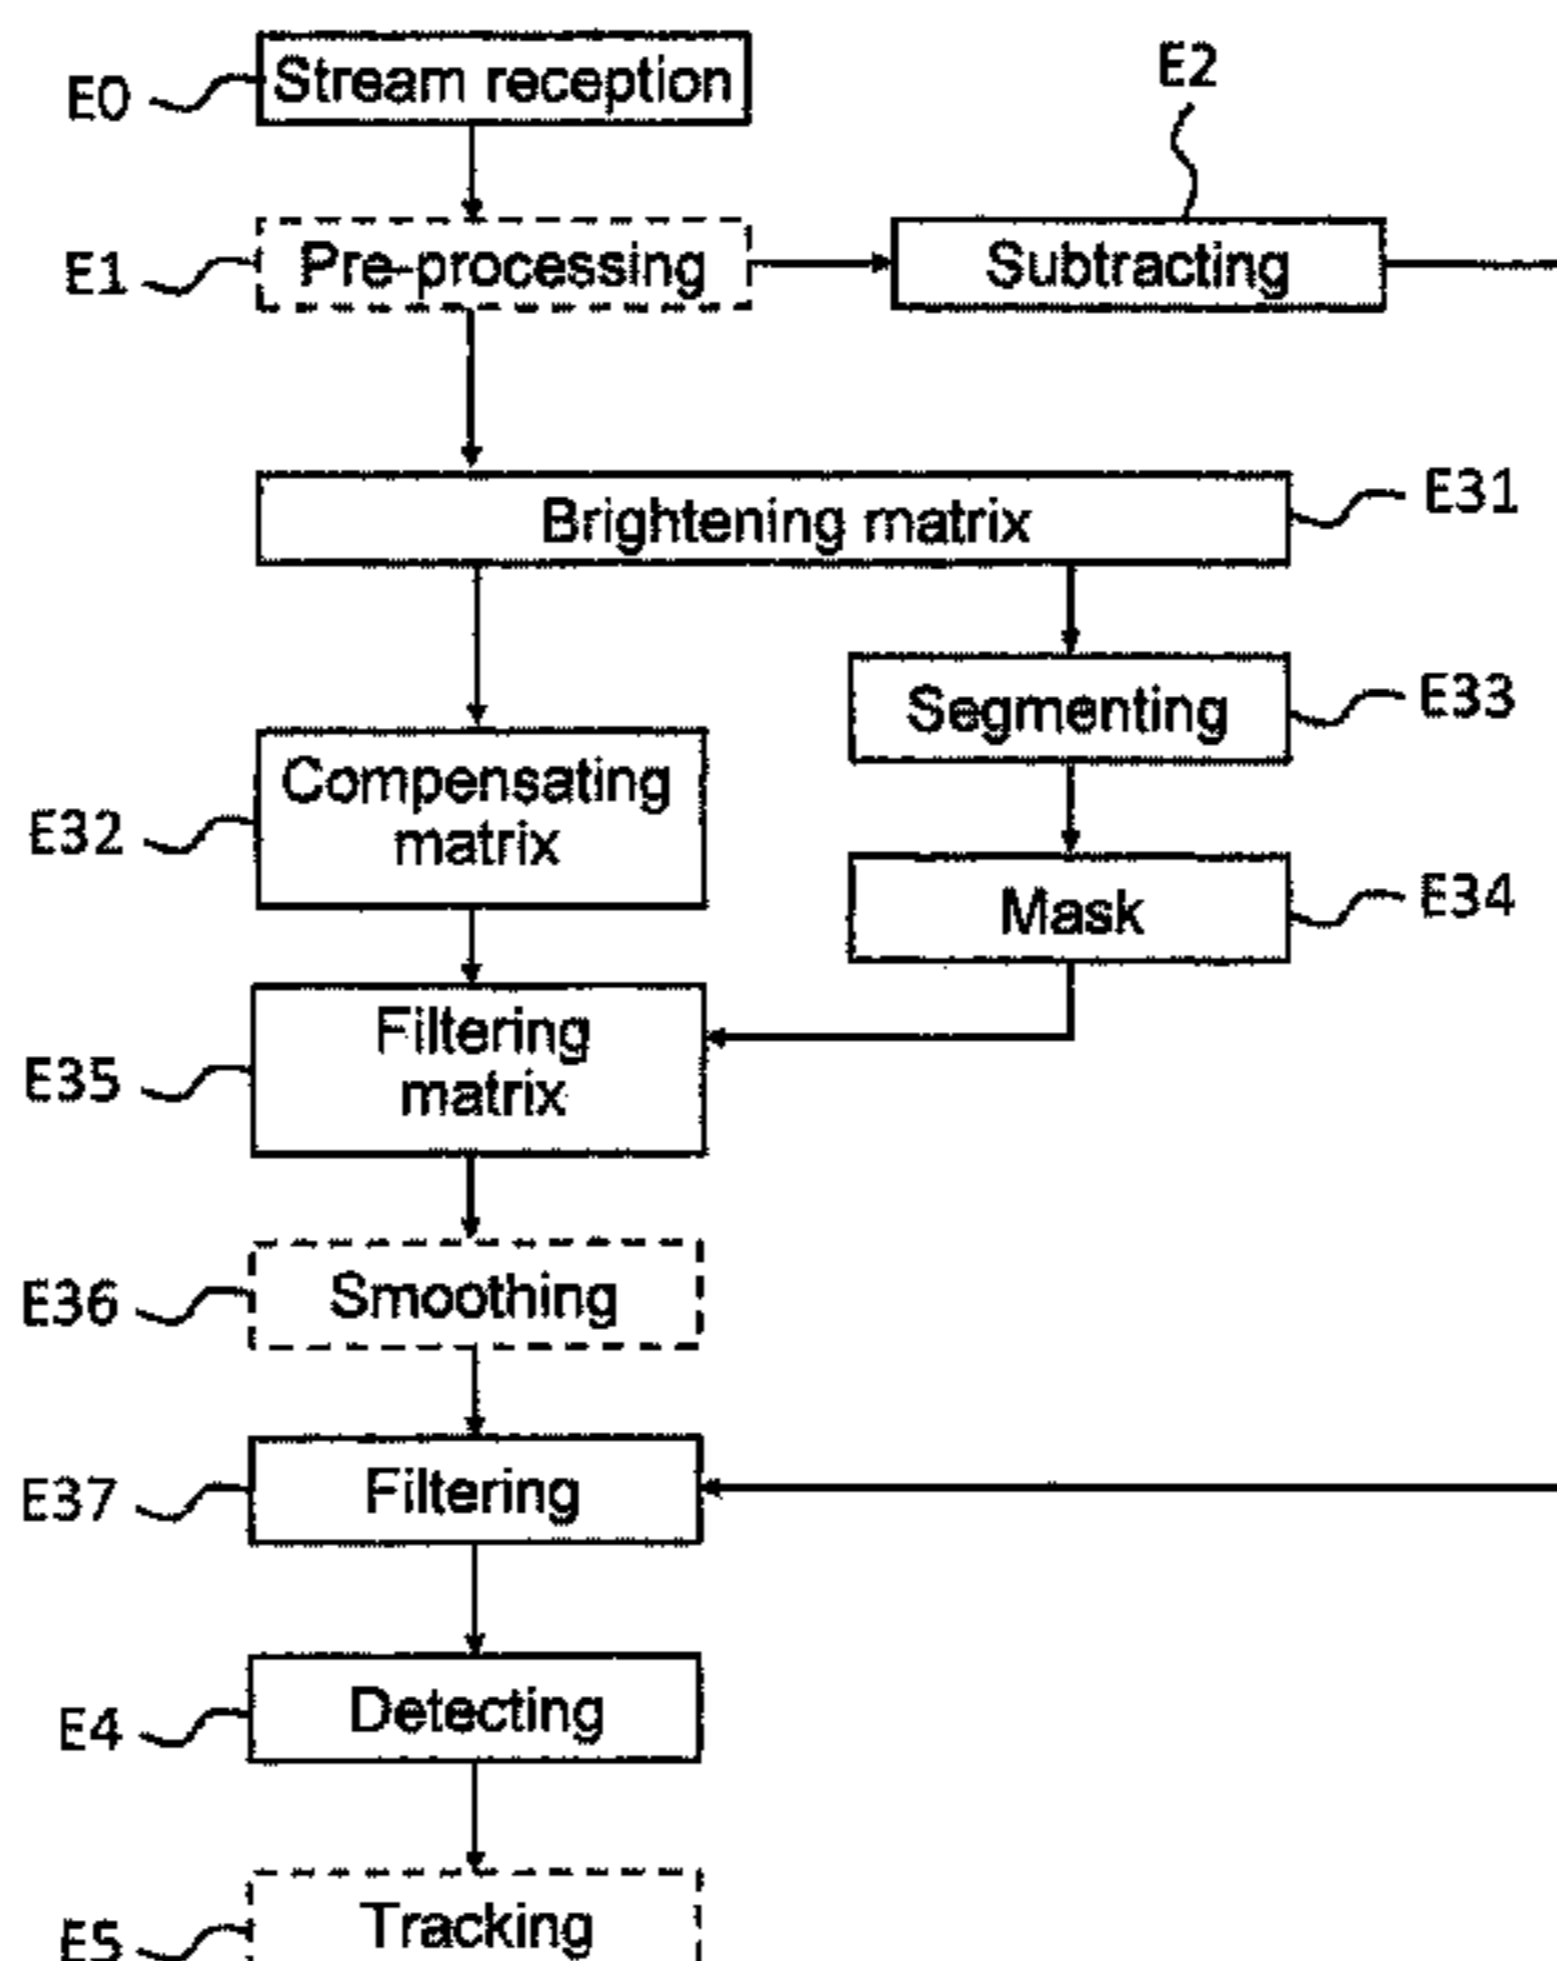 E0
Stream reception
E2
E1
Pre-processing
Subtracting
Brightening matrix
E31
Segmenting
E33
E32
Compensating
matrix
Mask
E34
E35
Filtering
matrix
E36
Smoothing
E37
Filtering
E4
Detecting
E5
Tracking